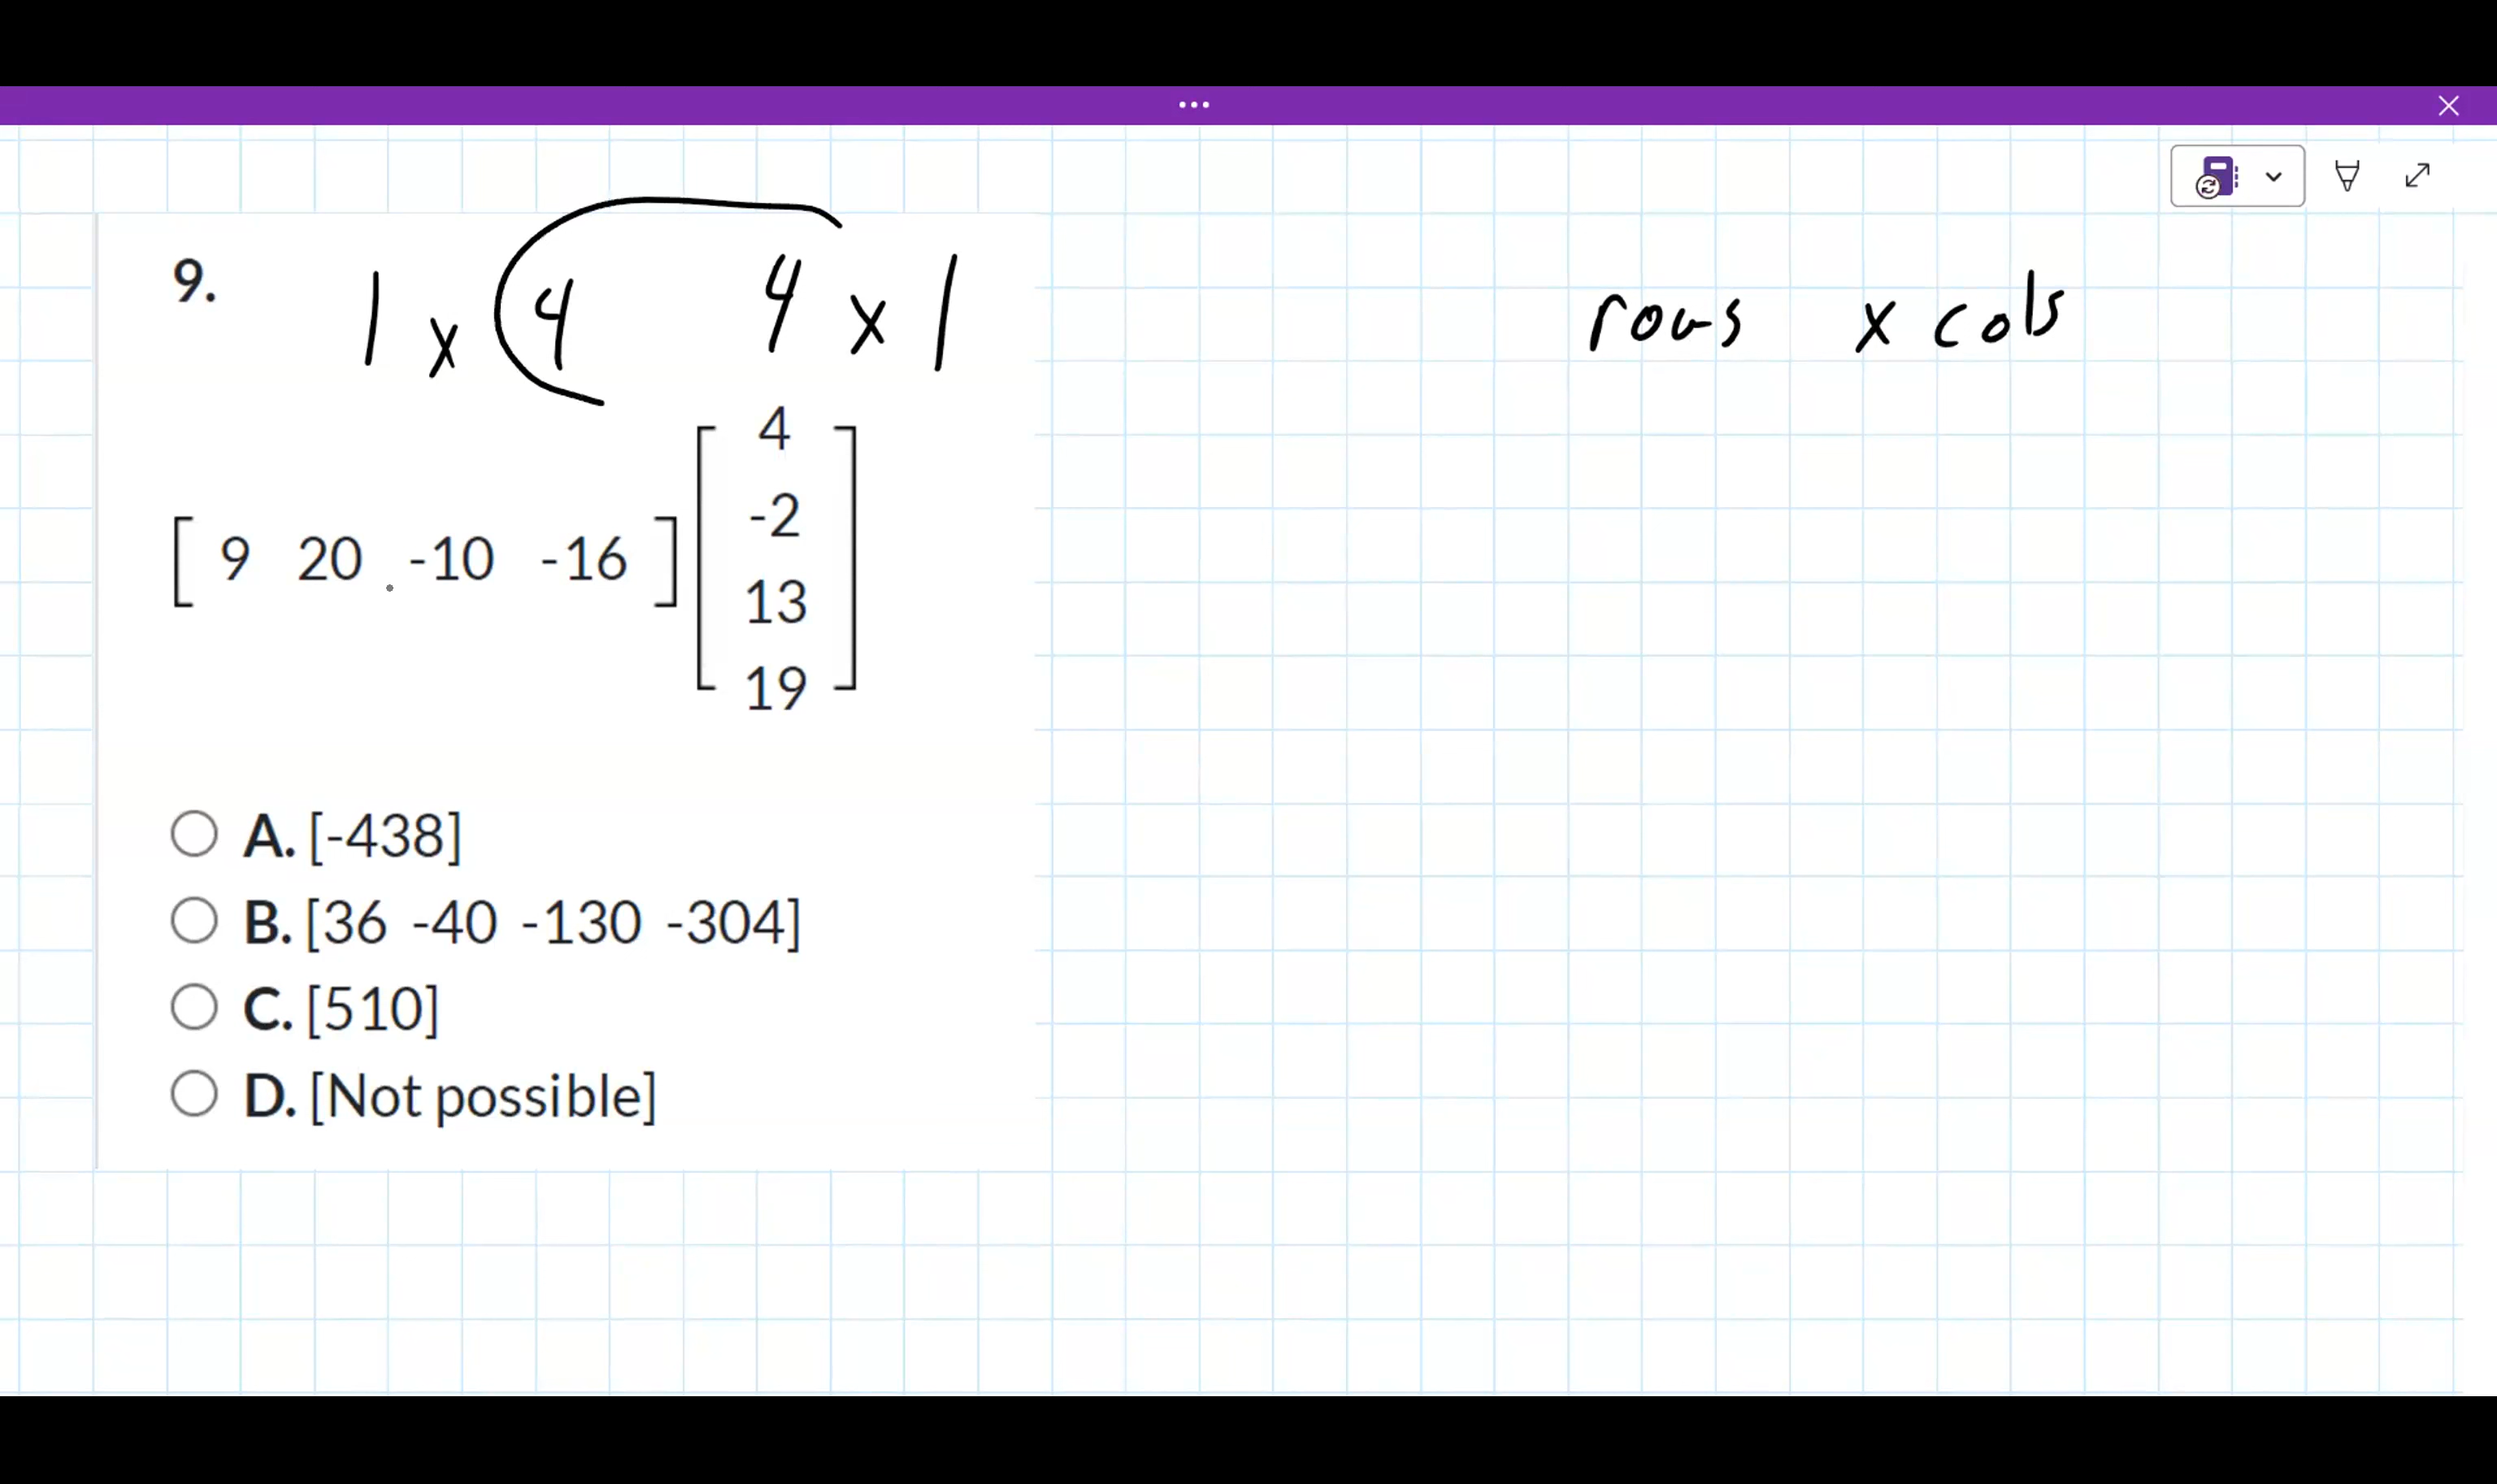 9.
1 x 4 4 x 1 rows x cols
[ 9 20 -10 -16 ] [ 4
-2
13
19 ]
A. [-438]
B. [36 -40 -130 -304]
C. [510]
D. [Not possible]